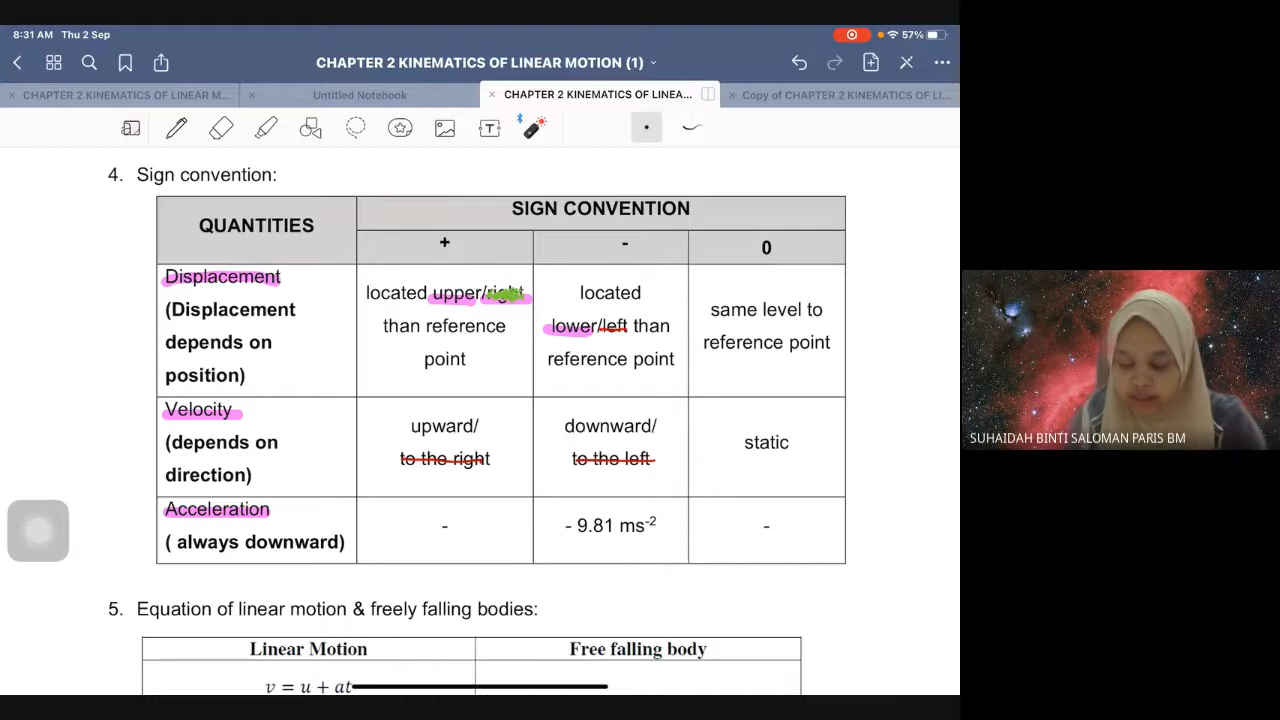 8:31 AM Thu 2 Sep
57%
CHAPTER 2 KINEMATICS OF LINEAR MOTION (1)
CHAPTER 2 KINEMATICS OF LINEAR M...
Untitled Notebook
CHAPTER 2 KINEMATICS OF LINEA...
Copy of CHAPTER 2 KINEMATICS OF LI...
4. Sign convention:
QUANTITIES
SIGN CONVENTION
+
-
0
Displacement
(Displacement
depends on
position)
located upper/right
than reference
point
located
lower/left than
reference point
same level to
reference point
Velocity
(depends on
direction)
upward/
to the right
downward/
to the left
static
Acceleration
( always downward)
-
- 9.81 ms-2
-
5. Equation of linear motion & freely falling bodies:
Linear Motion
Free falling body
v = u + at
SUHAIDAH BINTI SALOMAN PARIS BM